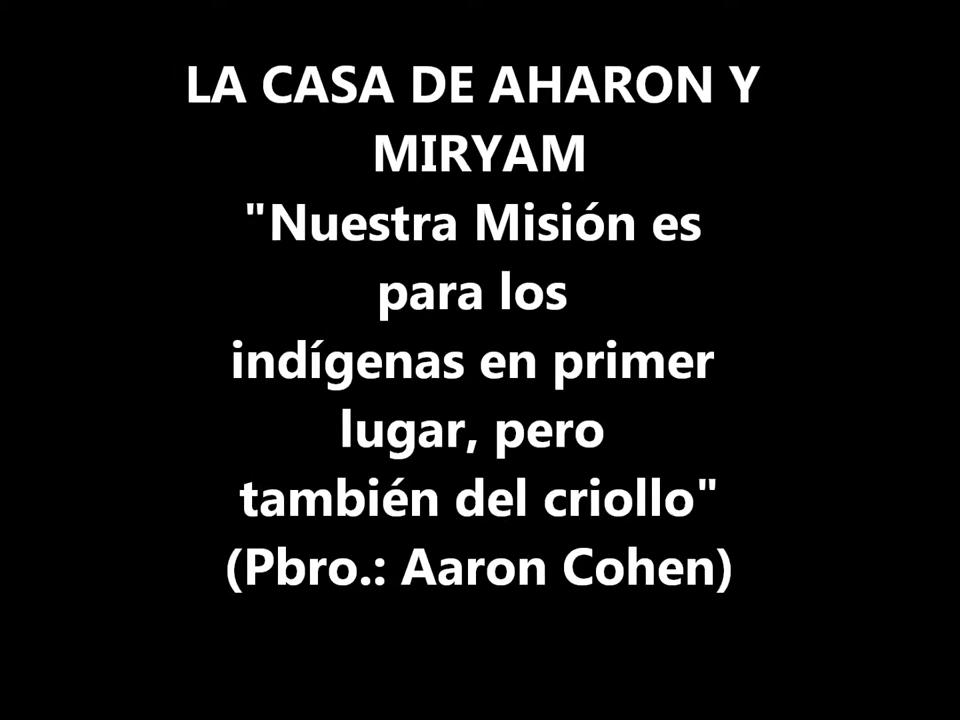 LA CASA DE AHARON Y
MIRYAM
"Nuestra Misión es
para los
indígenas en primer
lugar, pero
también del criollo"
(Pbro.: Aaron Cohen)